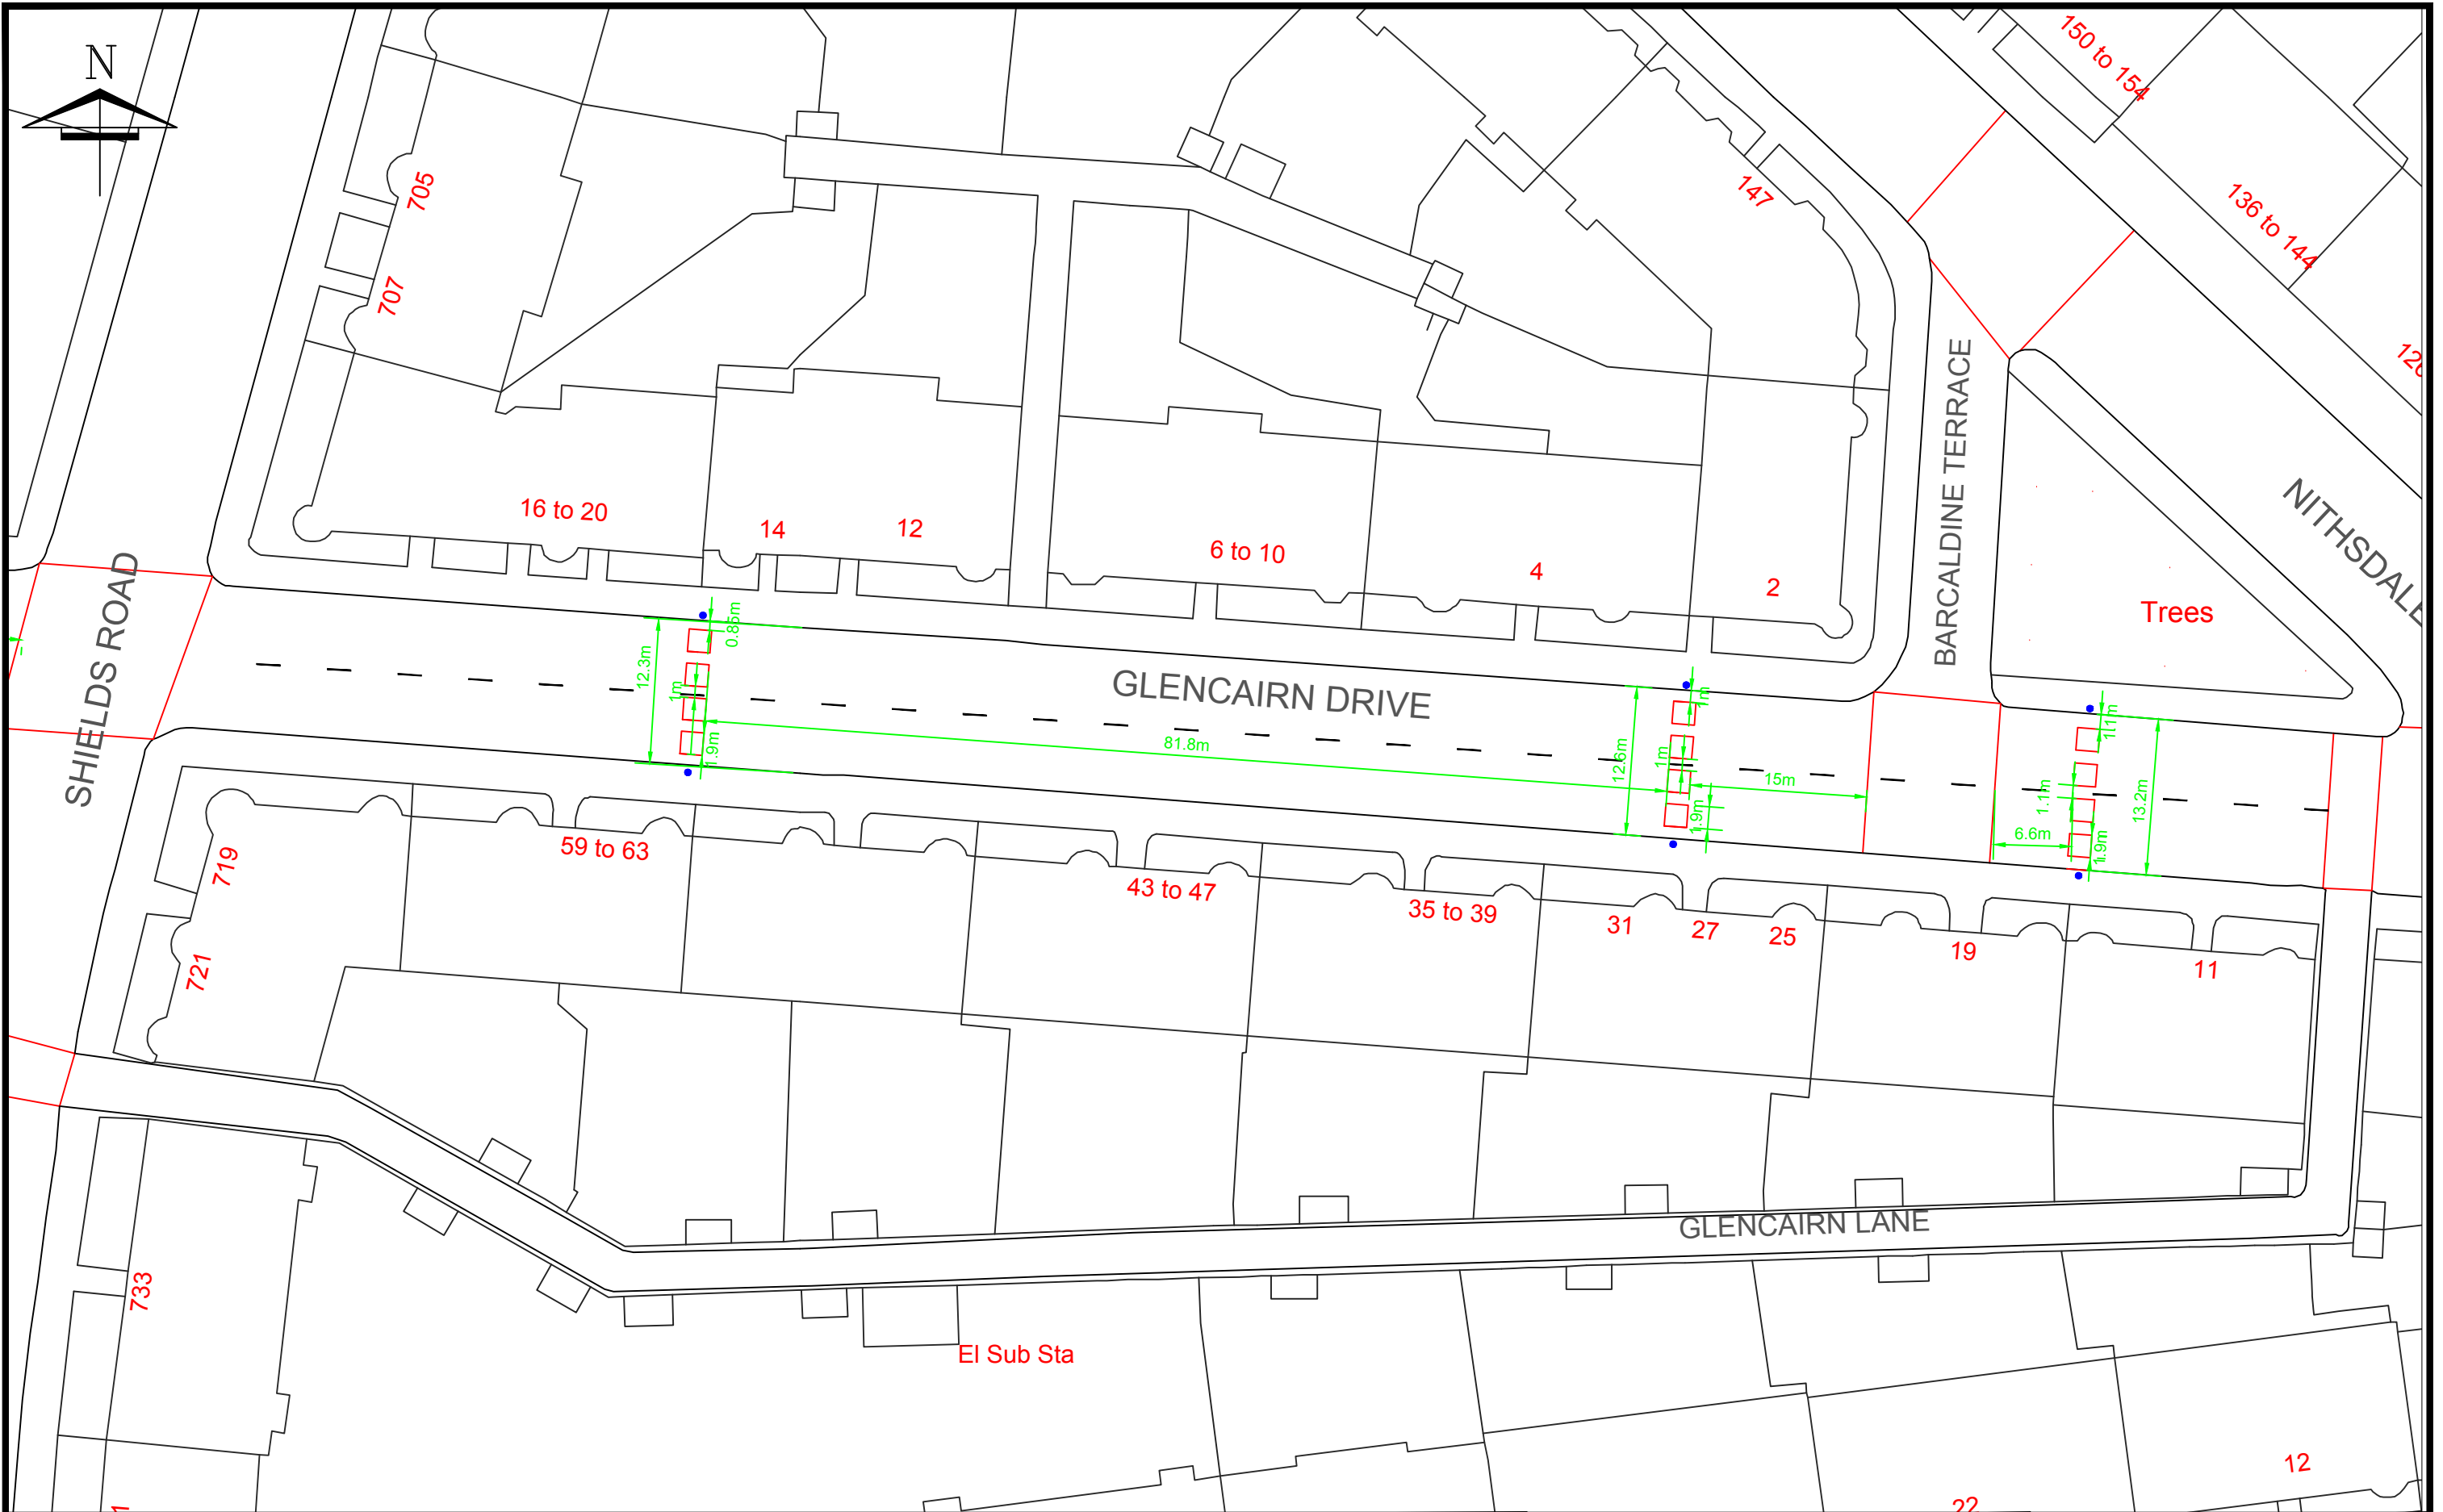 N
150 to 154
147
136 to 144
705
707
16 to 20
14
12
6 to 10
4
2
BARCALDINE TERRACE
Trees
NITHSDALE
SHIELDS ROAD
GLENCAIRN DRIVE
0.85m
12.3m
1m
1.9m
81.8m
1m
12.6m
1m
1.9m
15m
1.1m
1.1m
13.2m
6.6m
1.9m
719
721
59 to 63
43 to 47
35 to 39
31
27
25
19
11
GLENCAIRN LANE
733
El Sub Sta
12